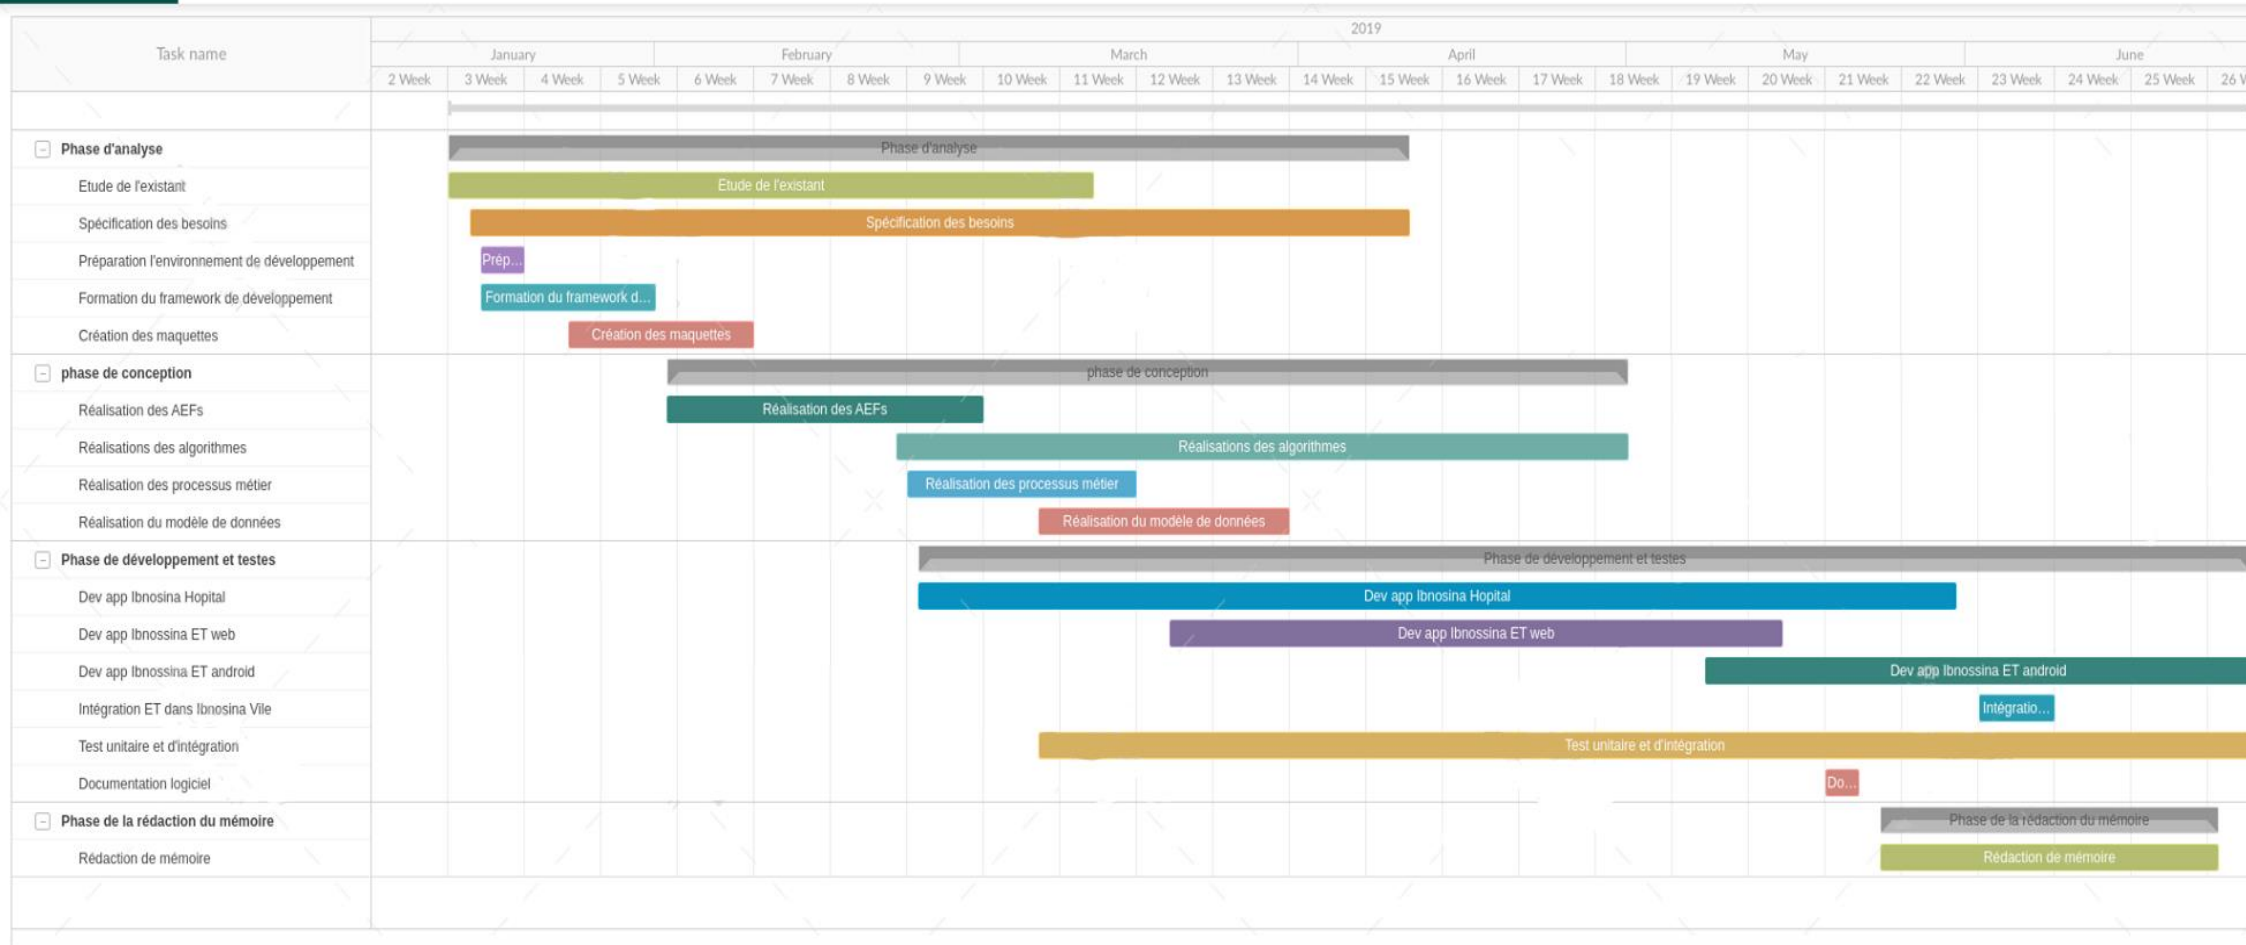 2019
Task name
January February March April May June
2 Week 3 Week 4 Week 5 Week 6 Week 7 Week 8 Week 9 Week 10 Week 11 Week 12 Week 13 Week 14 Week 15 Week 16 Week 17 Week 18 Week 19 Week 20 Week 21 Week 22 Week 23 Week 24 Week 25 Week 26 W
Phase d'analyse Phase d'analyse
Etude de l'existant Etude de l'existant
Spécification des besoins Spécification des besoins
Préparation l'environnement de développement Prép...
Formation du framework de développement Formation du framework d...
Création des maquettes Création des maquettes
phase de conception phase de conception
Réalisation des AEFs Réalisation des AEFs
Réalisations des algorithmes Réalisations des algorithmes
Réalisation des processus métier Réalisation des processus métier
Réalisation du modèle de données Réalisation du modèle de données
Phase de développement et testes Phase de développement et testes
Dev app Ibnosina Hopital Dev app Ibnosina Hopital
Dev app Ibnossina ET web Dev app Ibnossina ET web
Dev app Ibnossina ET android Dev app Ibnossina ET android
Intégration ET dans Ibnosina Vile Intégratio...
Test unitaire et d'intégration Test unitaire et d'intégration
Documentation logiciel Do...
Phase de la rédaction du mémoire Phase de la rédaction du mémoire
Rédaction de mémoire Rédaction de mémoire